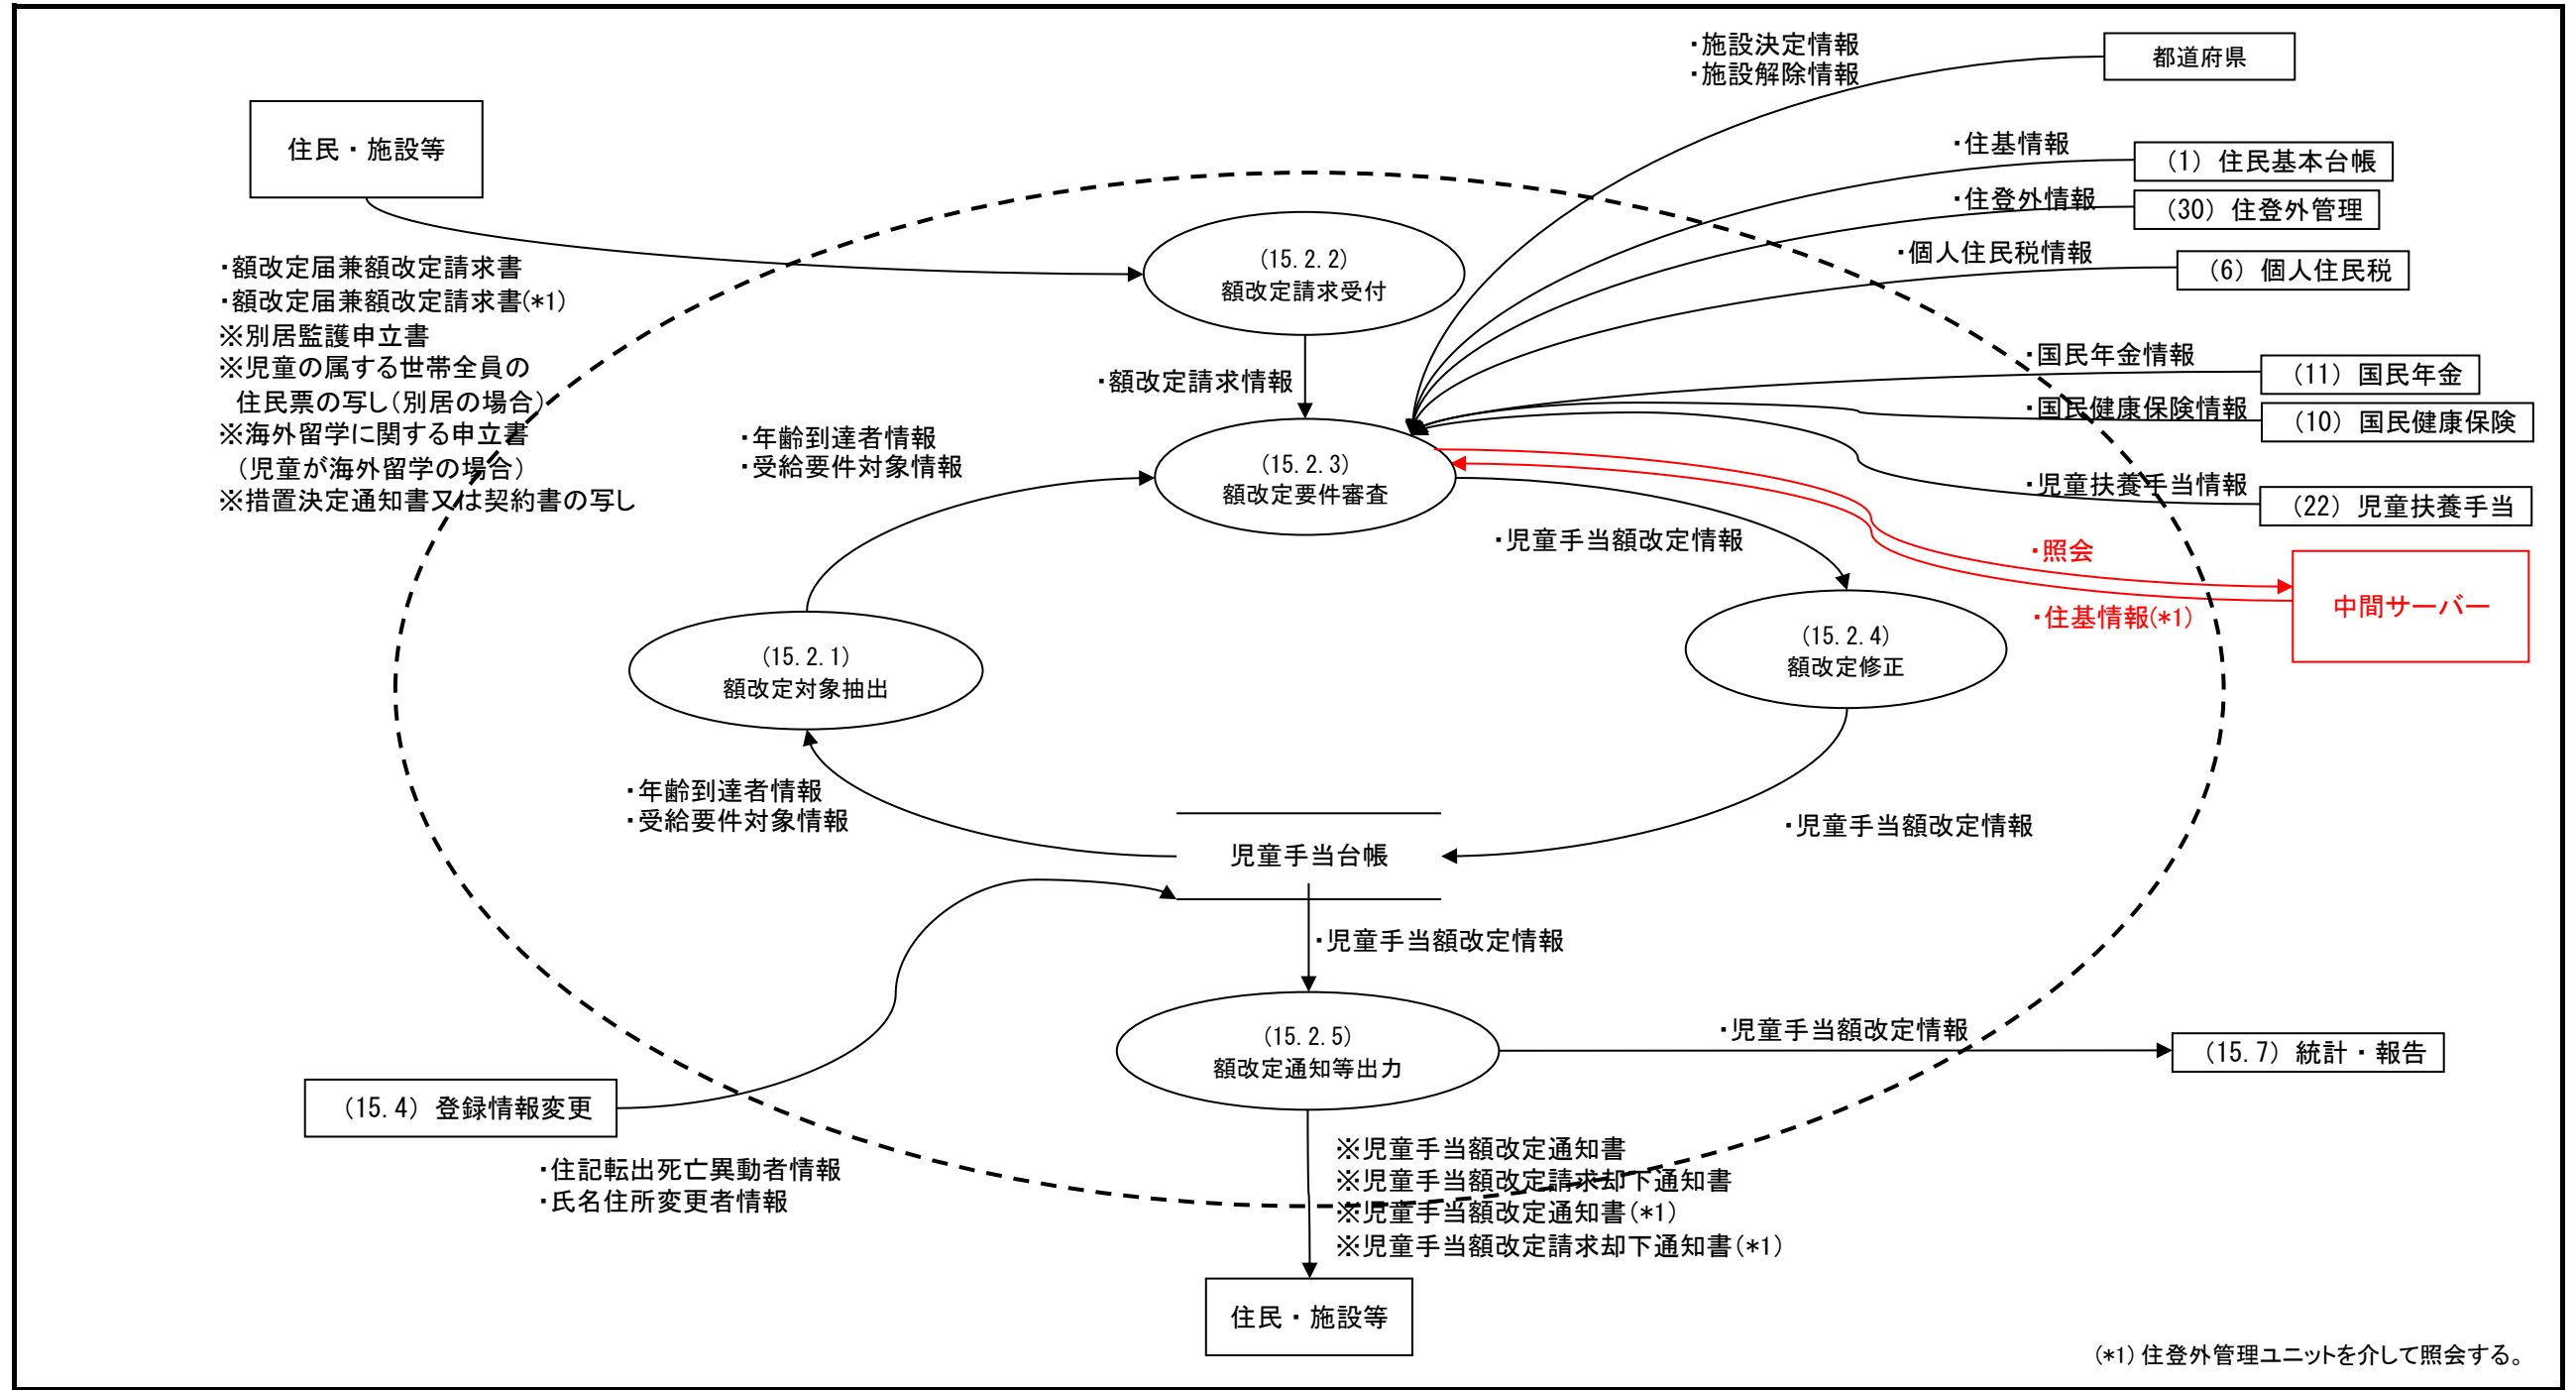 ・施設決定情報
・施設解除情報
都道府県
住民・施設等
・住基情報
(1) 住民基本台帳
・住登外情報
(30) 住登外管理
・個人住民税情報
(6) 個人住民税
(15.2.2)
額改定請求受付
・額改定届兼額改定請求書
・額改定届兼額改定請求書(*1)
※別居監護申立書
※児童の属する世帯全員の
住民票の写し(別居の場合)
※海外留学に関する申立書
(児童が海外留学の場合)
※措置決定通知書又は契約書の写し
・額改定請求情報
・国民年金情報
(11) 国民年金
・国民健康保険情報
(10) 国民健康保険
・年齢到達者情報
・受給要件対象情報
(15.2.3)
額改定要件審査
・児童扶養手当情報
(22) 児童扶養手当
・児童手当額改定情報
・照会
中間サーバー
・住基情報(*1)
(15.2.1)
額改定対象抽出
(15.2.4)
額改定修正
・年齢到達者情報
・受給要件対象情報
児童手当台帳
・児童手当額改定情報
・児童手当額改定情報
(15.2.5)
額改定通知等出力
・児童手当額改定情報
(15.7) 統計・報告
(15.4) 登録情報変更
・住記転出死亡異動者情報
・氏名住所変更者情報
※児童手当額改定通知書
※児童手当額改定請求却下通知書
※児童手当額改定通知書(*1)
※児童手当額改定請求却下通知書(*1)
住民・施設等
(*1) 住登外管理ユニットを介して照会する。